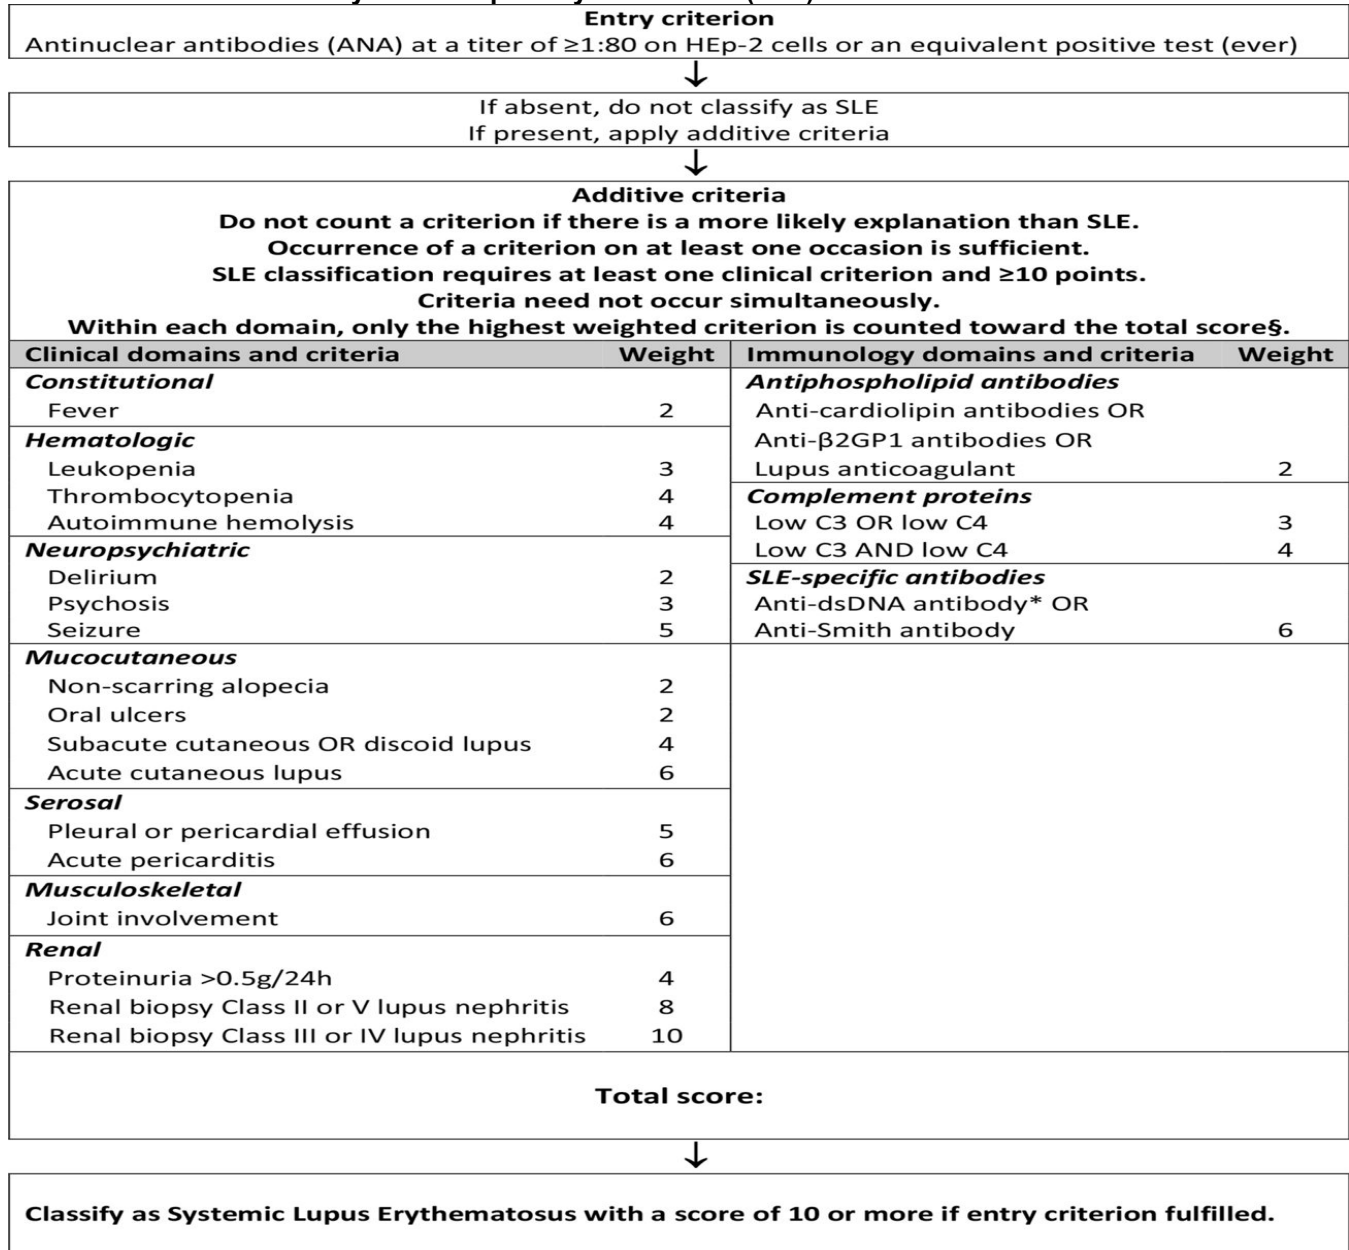 Entry criterion
Antinuclear antibodies (ANA) at a titer of ≥1:80 on HEp-2 cells or an equivalent positive test (ever)
↓
If absent, do not classify as SLE
If present, apply additive criteria
↓
Additive criteria
Do not count a criterion if there is a more likely explanation than SLE.
Occurrence of a criterion on at least one occasion is sufficient.
SLE classification requires at least one clinical criterion and ≥10 points.
Criteria need not occur simultaneously.
Within each domain, only the highest weighted criterion is counted toward the total score§.
Clinical domains and criteria Weight
Constitutional
Fever 2
Hematologic
Leukopenia 3
Thrombocytopenia 4
Autoimmune hemolysis 4
Neuropsychiatric
Delirium 2
Psychosis 3
Seizure 5
Mucocutaneous
Non-scarring alopecia 2
Oral ulcers 2
Subacute cutaneous OR discoid lupus 4
Acute cutaneous lupus 6
Serosal
Pleural or pericardial effusion 5
Acute pericarditis 6
Musculoskeletal
Joint involvement 6
Renal
Proteinuria >0.5g/24h 4
Renal biopsy Class II or V lupus nephritis 8
Renal biopsy Class III or IV lupus nephritis 10
Immunology domains and criteria Weight
Antiphospholipid antibodies
Anti-cardiolipin antibodies OR
Anti-β2GP1 antibodies OR
Lupus anticoagulant 2
Complement proteins
Low C3 OR low C4 3
Low C3 AND low C4 4
SLE-specific antibodies
Anti-dsDNA antibody* OR
Anti-Smith antibody 6
Total score:
↓
Classify as Systemic Lupus Erythematosus with a score of 10 or more if entry criterion fulfilled.